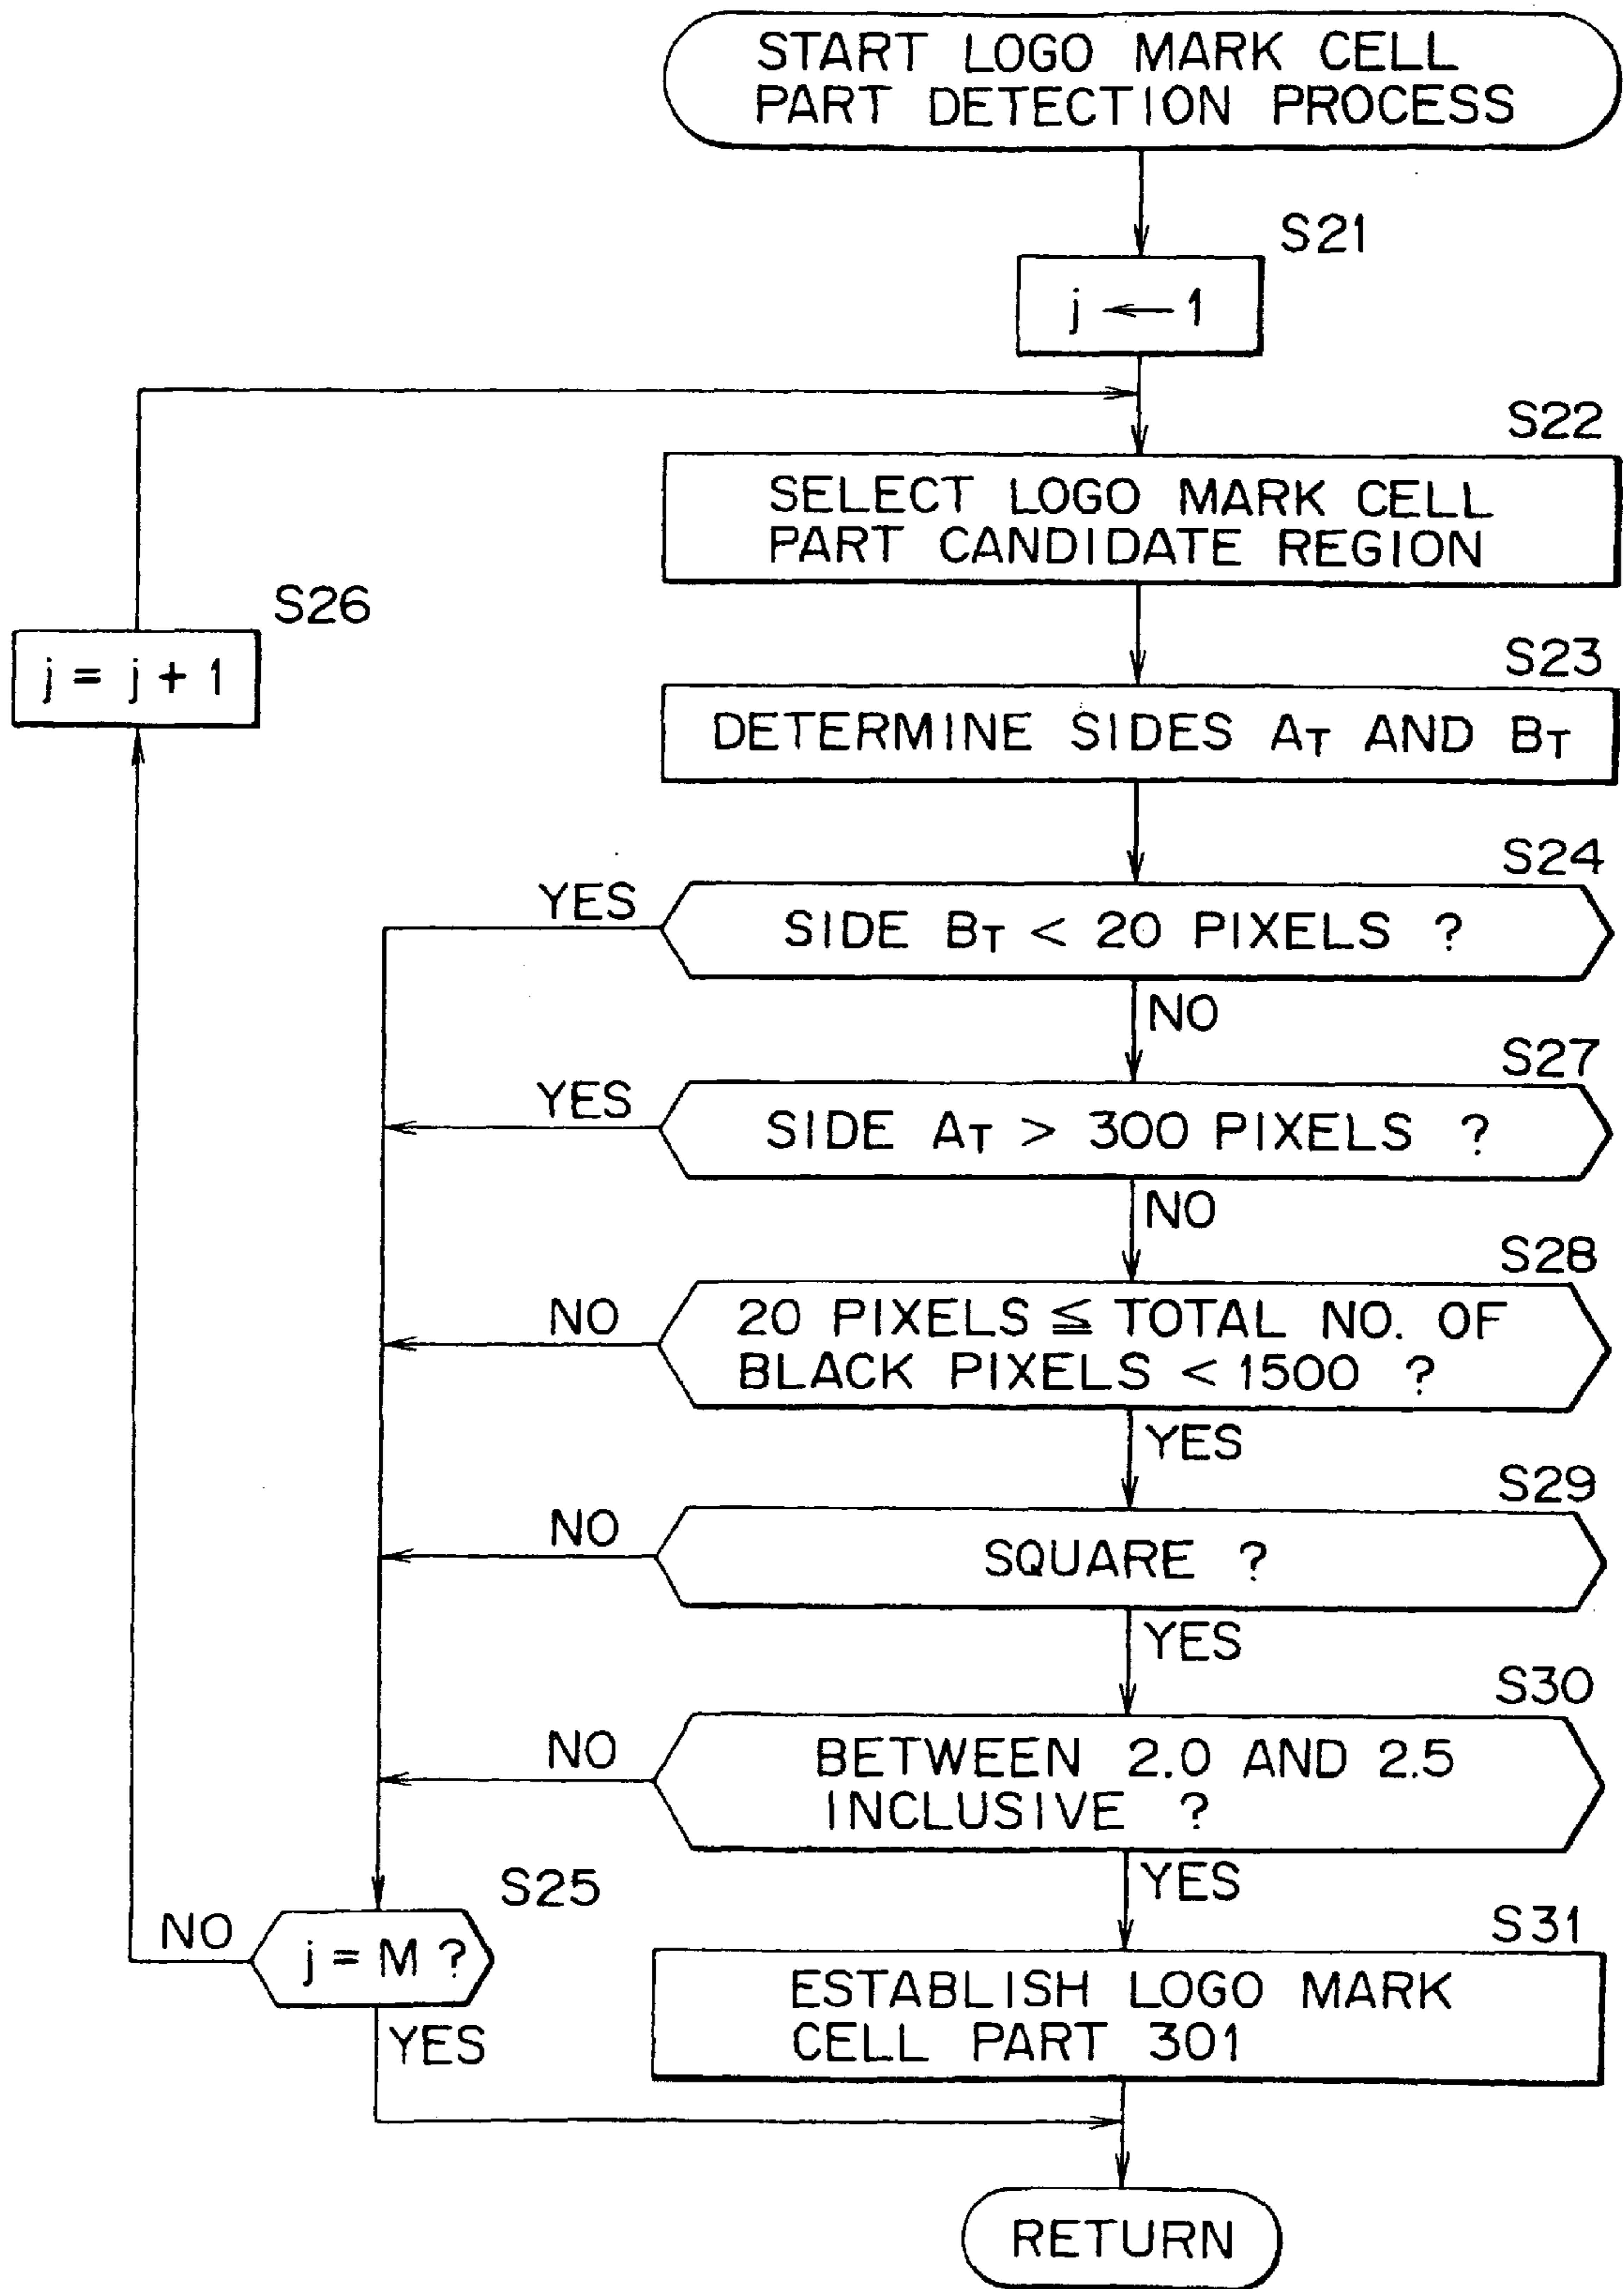 START LOGO MARK CELL
PART DETECTION PROCESS
S21
j ← 1
S22
SELECT LOGO MARK CELL
PART CANDIDATE REGION
S26
j = j + 1
S23
DETERMINE SIDES AT AND BT
S24
YES
SIDE BT < 20 PIXELS ?
NO
S27
YES
SIDE AT > 300 PIXELS ?
NO
S28
NO
20 PIXELS ≦ TOTAL NO. OF
BLACK PIXELS < 1500 ?
YES
S29
NO
SQUARE ?
YES
S30
NO
BETWEEN 2.0 AND 2.5
INCLUSIVE ?
YES
S25
NO
j = M ?
YES
S31
ESTABLISH LOGO MARK
CELL PART 301
RETURN